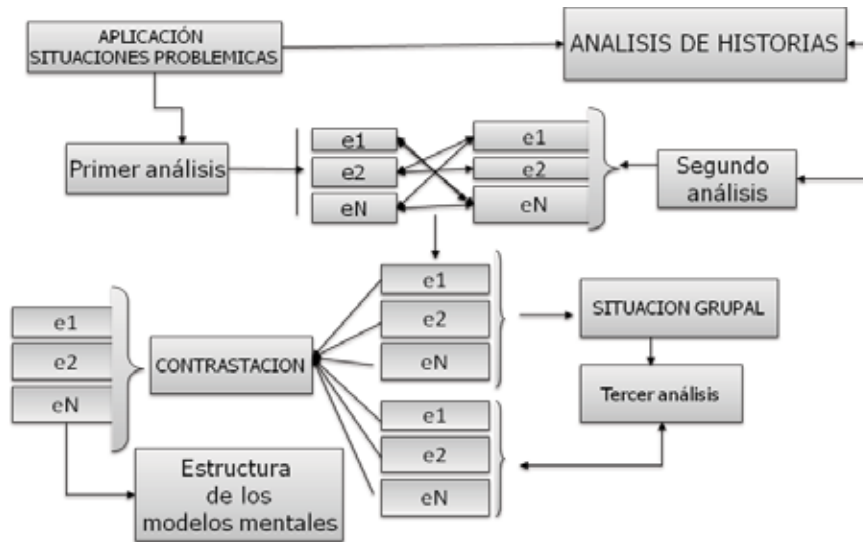 APLICACIÓN
SITUACIONES PROBLEMICAS
ANALISIS DE HISTORIAS
Primer análisis
e1
e2
eN
e1
e2
eN
Segundo
análisis
e1
e2
eN
SITUACION GRUPAL
e1
e2
eN
CONTRASTACION
Tercer análisis
e1
e2
eN
Estructura
de los
modelos mentales